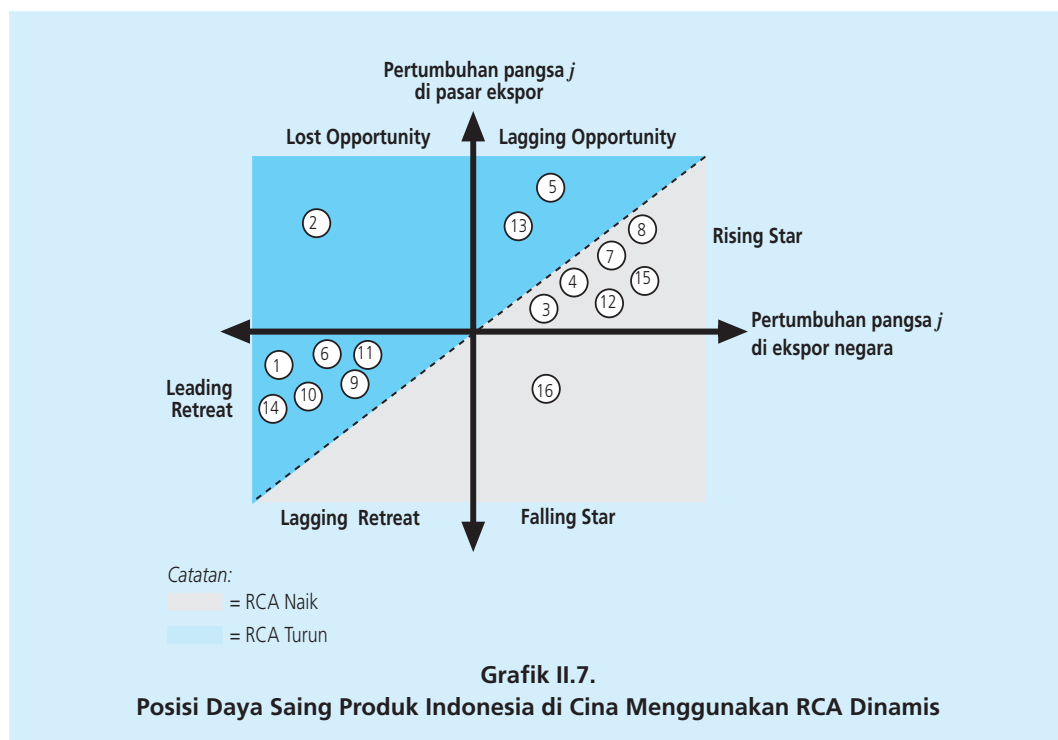 Pertumbuhan pangsa j
di pasar ekspor
Lost Opportunity
Lagging Opportunity
5
2
13
8
Rising Star
7
4
15
3
12
Pertumbuhan pangsa j
di ekspor negara
1
6
11
Leading
Retreat
14
10
9
16
Lagging Retreat
Falling Star
Catatan:
= RCA Naik
= RCA Turun
Grafik II.7.
Posisi Daya Saing Produk Indonesia di Cina Menggunakan RCA Dinamis